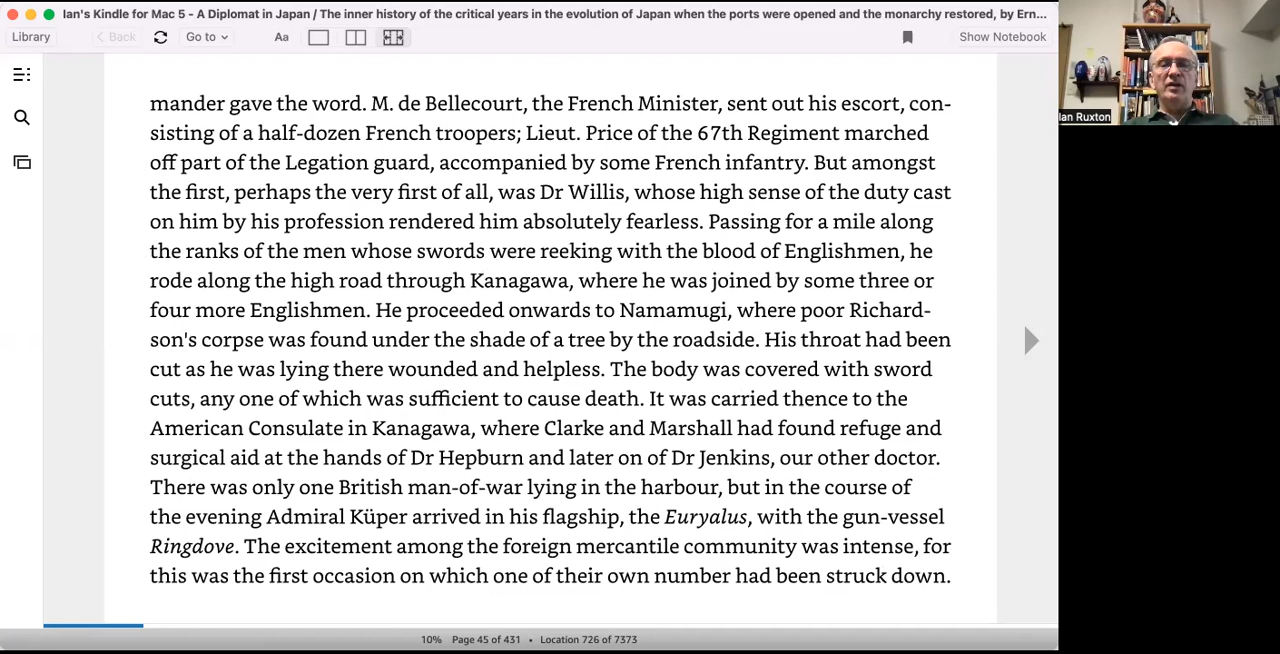 Ian's Kindle for Mac 5 - A Diplomat in Japan / The inner history of the critical years in the evolution of Japan when the ports were opened and the monarchy restored, by Ern...
Library
Back
Go to
Aa
Show Notebook
mander gave the word. M. de Bellecourt, the French Minister, sent out his escort, con-
sisting of a half-dozen French troopers; Lieut. Price of the 67th Regiment marched
off part of the Legation guard, accompanied by some French infantry. But amongst
the first, perhaps the very first of all, was Dr Willis, whose high sense of the duty cast
on him by his profession rendered him absolutely fearless. Passing for a mile along
the ranks of the men whose swords were reeking with the blood of Englishmen, he
rode along the high road through Kanagawa, where he was joined by some three or
four more Englishmen. He proceeded onwards to Namamugi, where poor Richard-
son's corpse was found under the shade of a tree by the roadside. His throat had been
cut as he was lying there wounded and helpless. The body was covered with sword
cuts, any one of which was sufficient to cause death. It was carried thence to the
American Consulate in Kanagawa, where Clarke and Marshall had found refuge and
surgical aid at the hands of Dr Hepburn and later on of Dr Jenkins, our other doctor.
There was only one British man-of-war lying in the harbour, but in the course of
the evening Admiral Küper arrived in his flagship, the Euryalus, with the gun-vessel
Ringdove. The excitement among the foreign mercantile community was intense, for
this was the first occasion on which one of their own number had been struck down.
10% Page 45 of 431 • Location 726 of 7373
Ian Ruxton